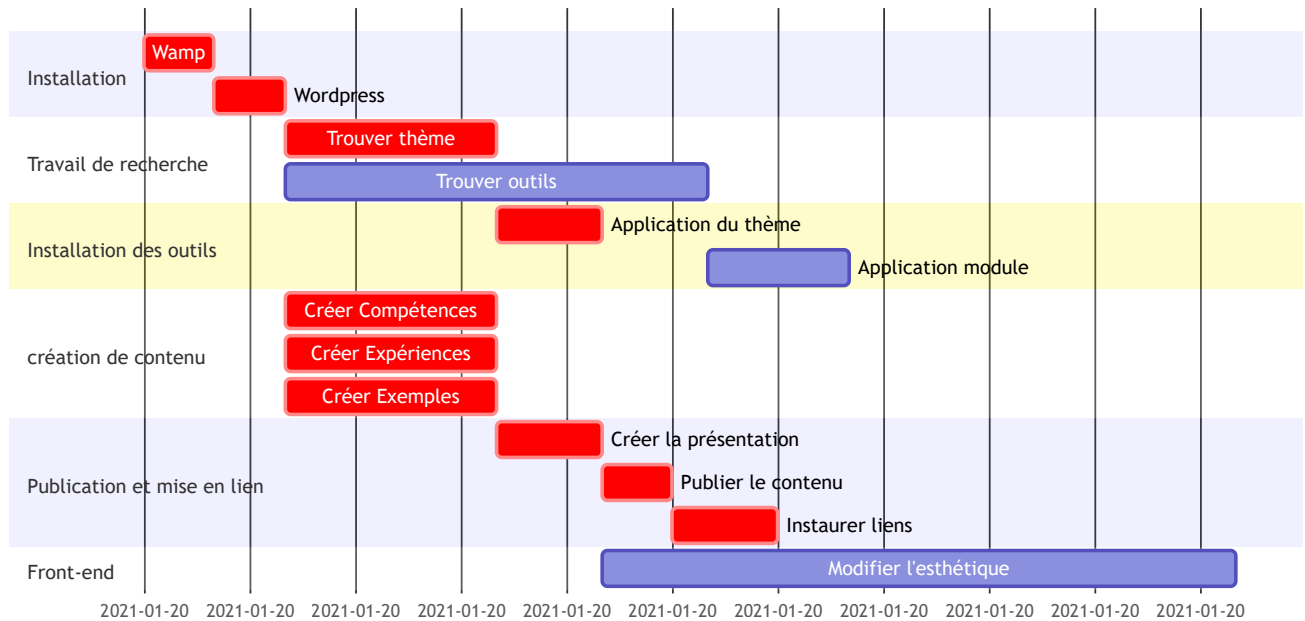 Wamp
Installation
Wordpress
Trouver thème
Travail de recherche
Trouver outils
Application du thème
Installation des outils
Application module
Créer Compétences
création de contenu
Créer Expériences
Créer Exemples
Créer la présentation
Publication et mise en lien
Publier le contenu
Instaurer liens
Front-end
Modifier l'esthétique
2021-01-20 2021-01-20 2021-01-20 2021-01-20 2021-01-20 2021-01-20 2021-01-20 2021-01-20 2021-01-20 2021-01-20 2021-01-20